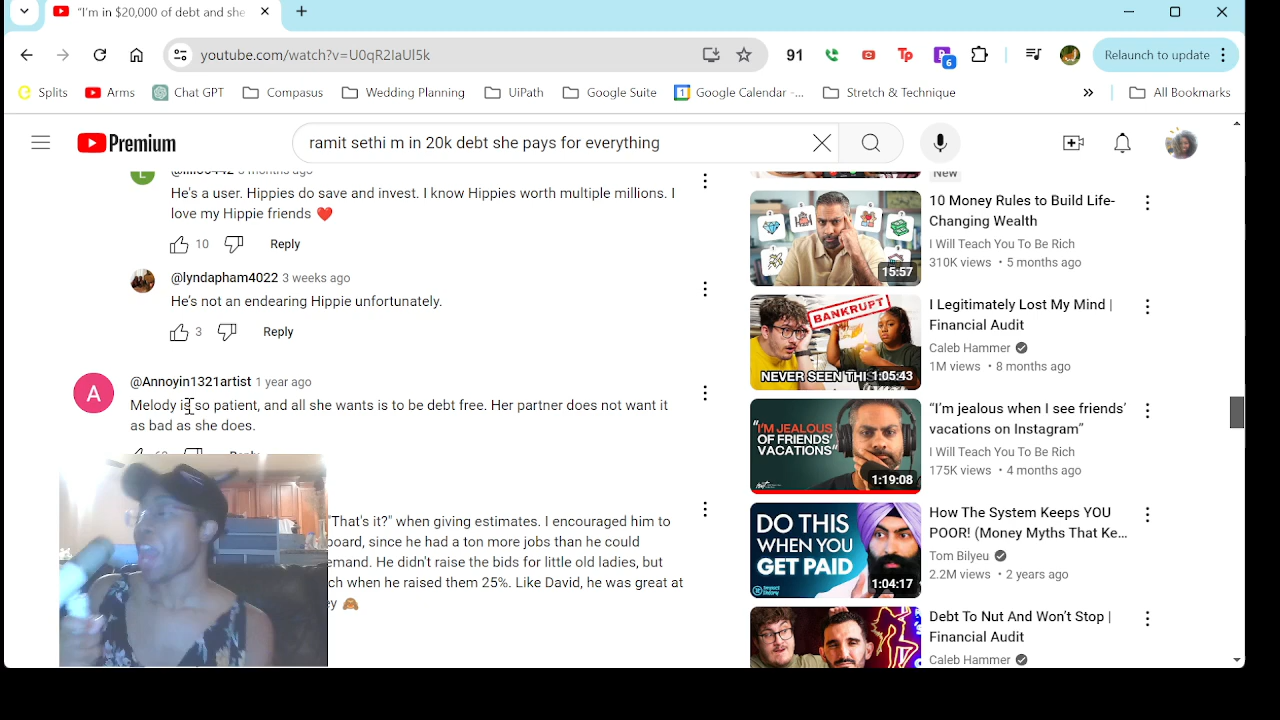 "I'm in $20,000 of debt and she
youtube.com/watch?v=U0qR2IaUl5k
91
Tp
6
Relaunch to update
Splits
Arms
Chat GPT
Compasus
Wedding Planning
UiPath
Google Suite
Google Calendar -...
Stretch & Technique
»
All Bookmarks
Premium
ramit sethi m in 20k debt she pays for everything
He's a user. Hippies do save and invest. I know Hippies worth multiple millions. I
love my Hippie friends ❤️
10
Reply
@lyndapham4022 3 weeks ago
He's not an endearing Hippie unfortunately.
3
Reply
A
@Annoyin1321artist 1 year ago
Melody is so patient, and all she wants is to be debt free. Her partner does not want it
as bad as she does.
"That's it?" when giving estimates. I encouraged him to
board, since he had a ton more jobs than he could
emand. He didn't raise the bids for little old ladies, but
ch when he raised them 25%. Like David, he was great at
ey 🙈
New
15:57
10 Money Rules to Build Life-
Changing Wealth
I Will Teach You To Be Rich
310K views • 5 months ago
BANKRUPT
NEVER SEEN THIS
1:05:43
I Legitimately Lost My Mind |
Financial Audit
Caleb Hammer
1M views • 8 months ago
"I'M JEALOUS
OF FRIENDS'
VACATIONS"
1:19:08
"I'm jealous when I see friends'
vacations on Instagram"
I Will Teach You To Be Rich
175K views • 4 months ago
DO THIS
WHEN YOU
GET PAID
1:04:17
How The System Keeps YOU
POOR! (Money Myths That Ke...
Tom Bilyeu
2.2M views • 2 years ago
Debt To Nut And Won't Stop |
Financial Audit
Caleb Hammer